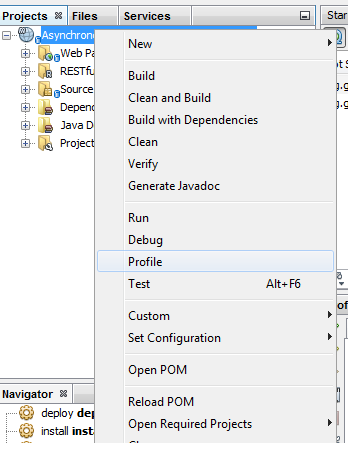 Projects Files Services
Star
Asynchrono
Web Pa
RESTfu
Source
Depen
Java D
Project
New
Build
Clean and Build
Build with Dependencies
Clean
Verify
Generate Javadoc
Run
Debug
Profile
Test Alt+F6
Custom
Set Configuration
Open POM
Reload POM
Open Required Projects
Navigator
deploy
install